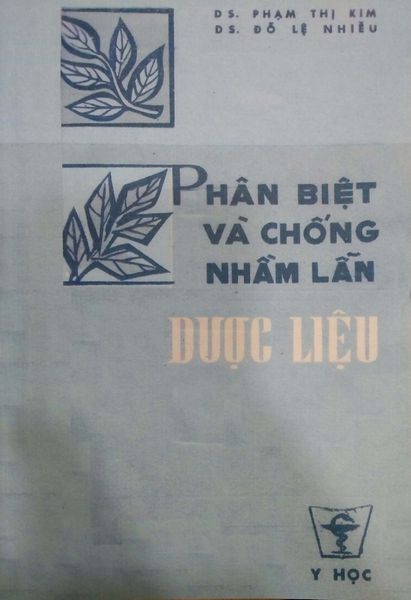 DS. PHẠM THỊ KIM
DS. ĐỖ LỆ NHIỄU
PHÂN BIỆT
VÀ CHỐNG
NHẦM LẪN
DƯỢC LIỆU
Y HỌC